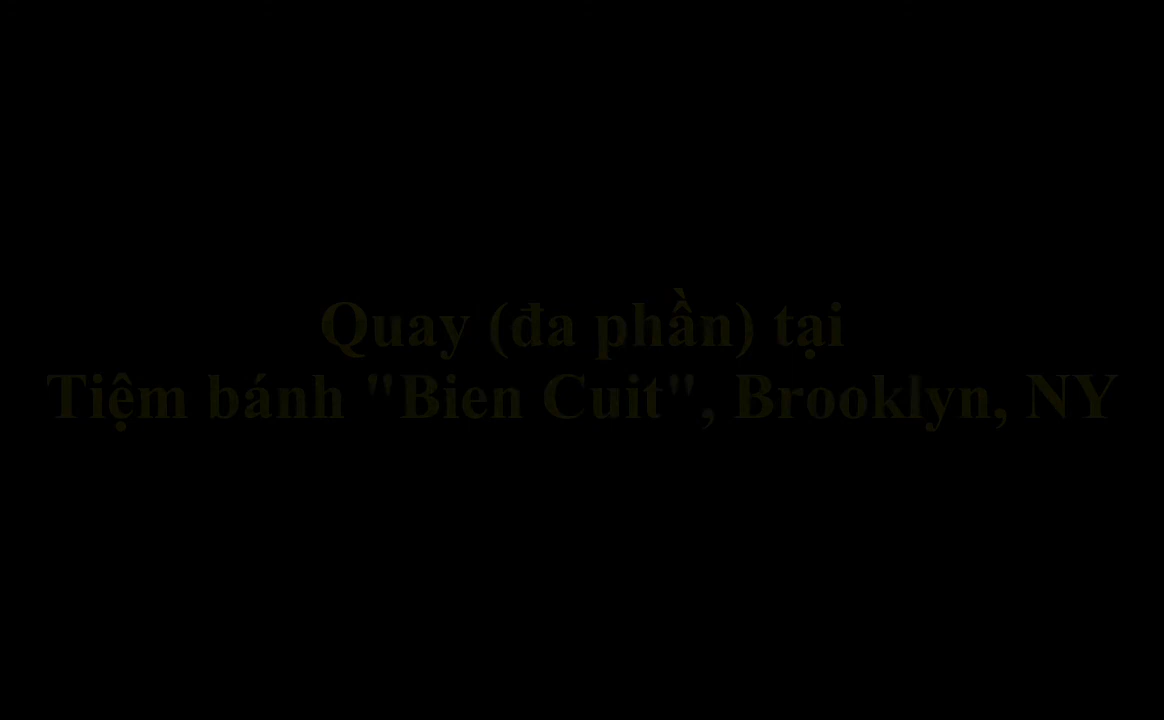 Quay (đa phần) tại
Tiệm bánh "Bien Cuit", Brooklyn, NY